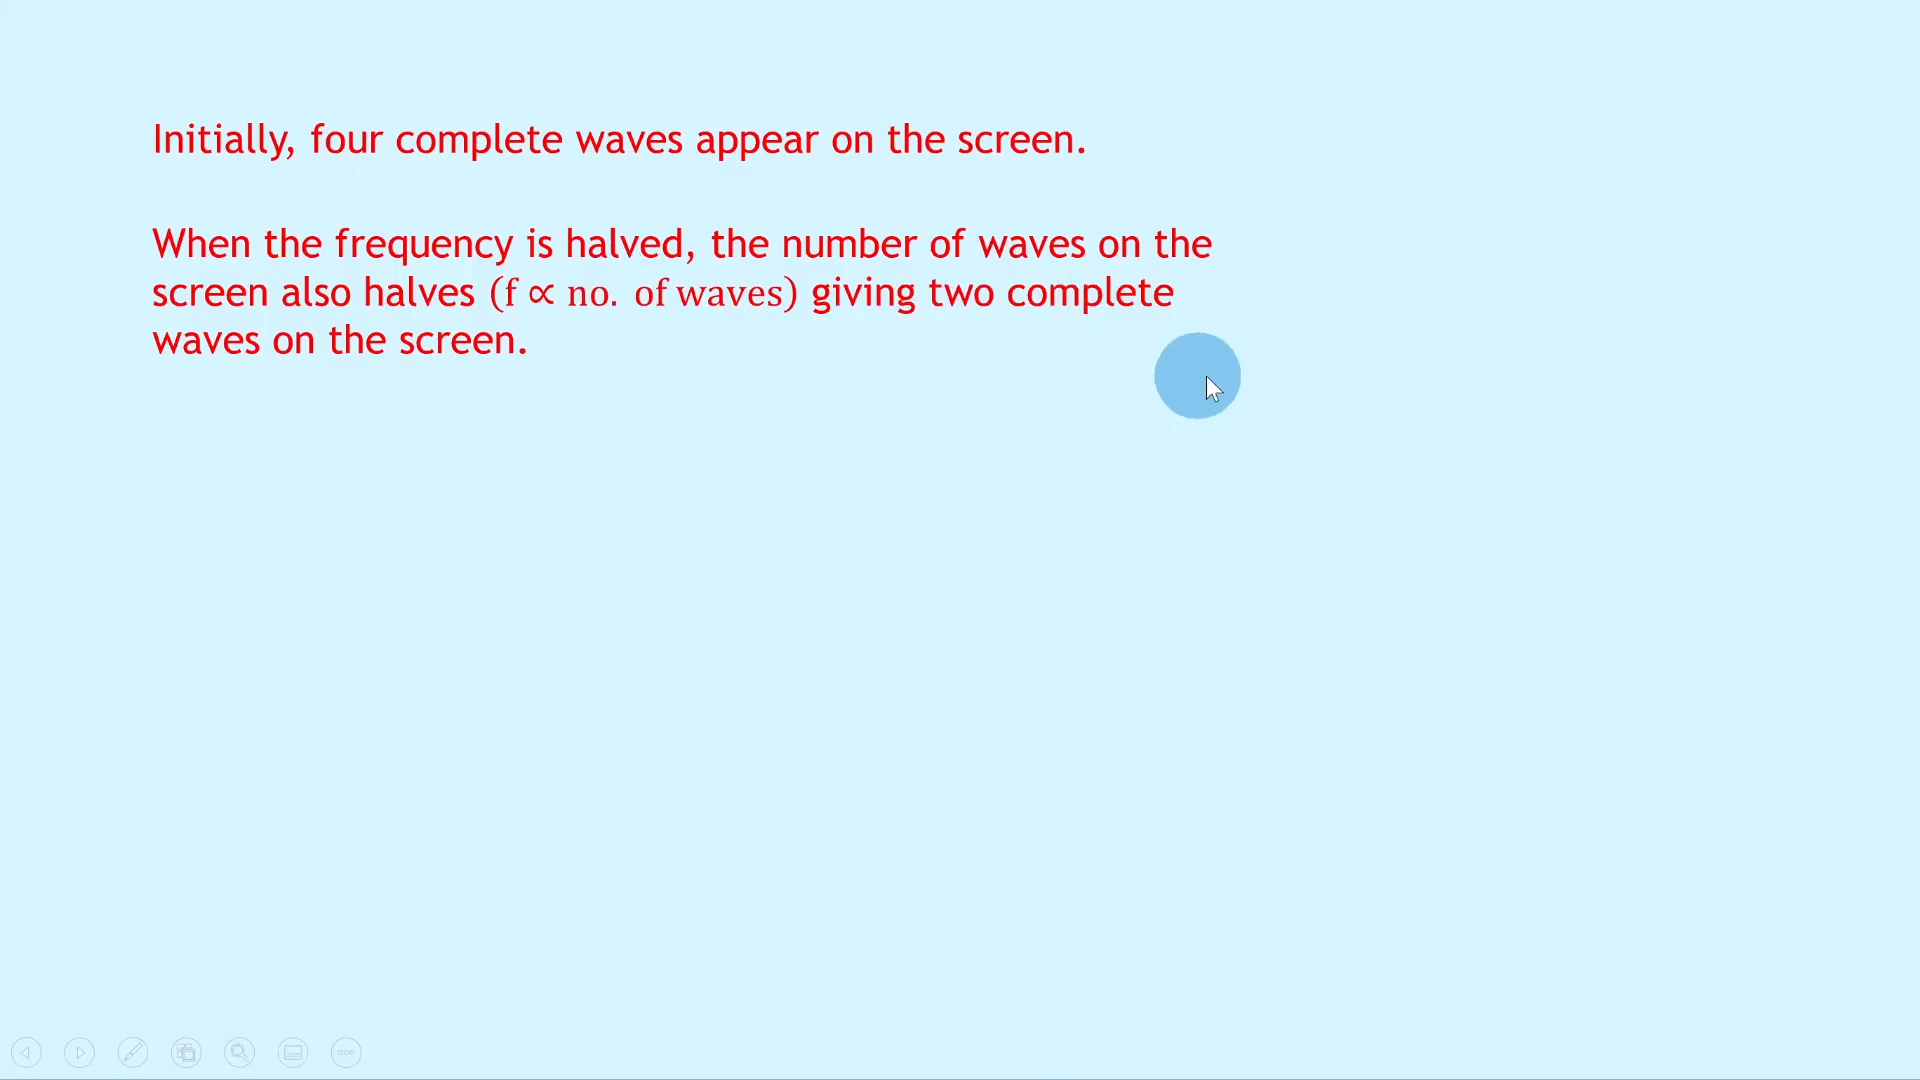 Initially, four complete waves appear on the screen.
When the frequency is halved, the number of waves on the
screen also halves (f ∝ no. of waves) giving two complete
waves on the screen.